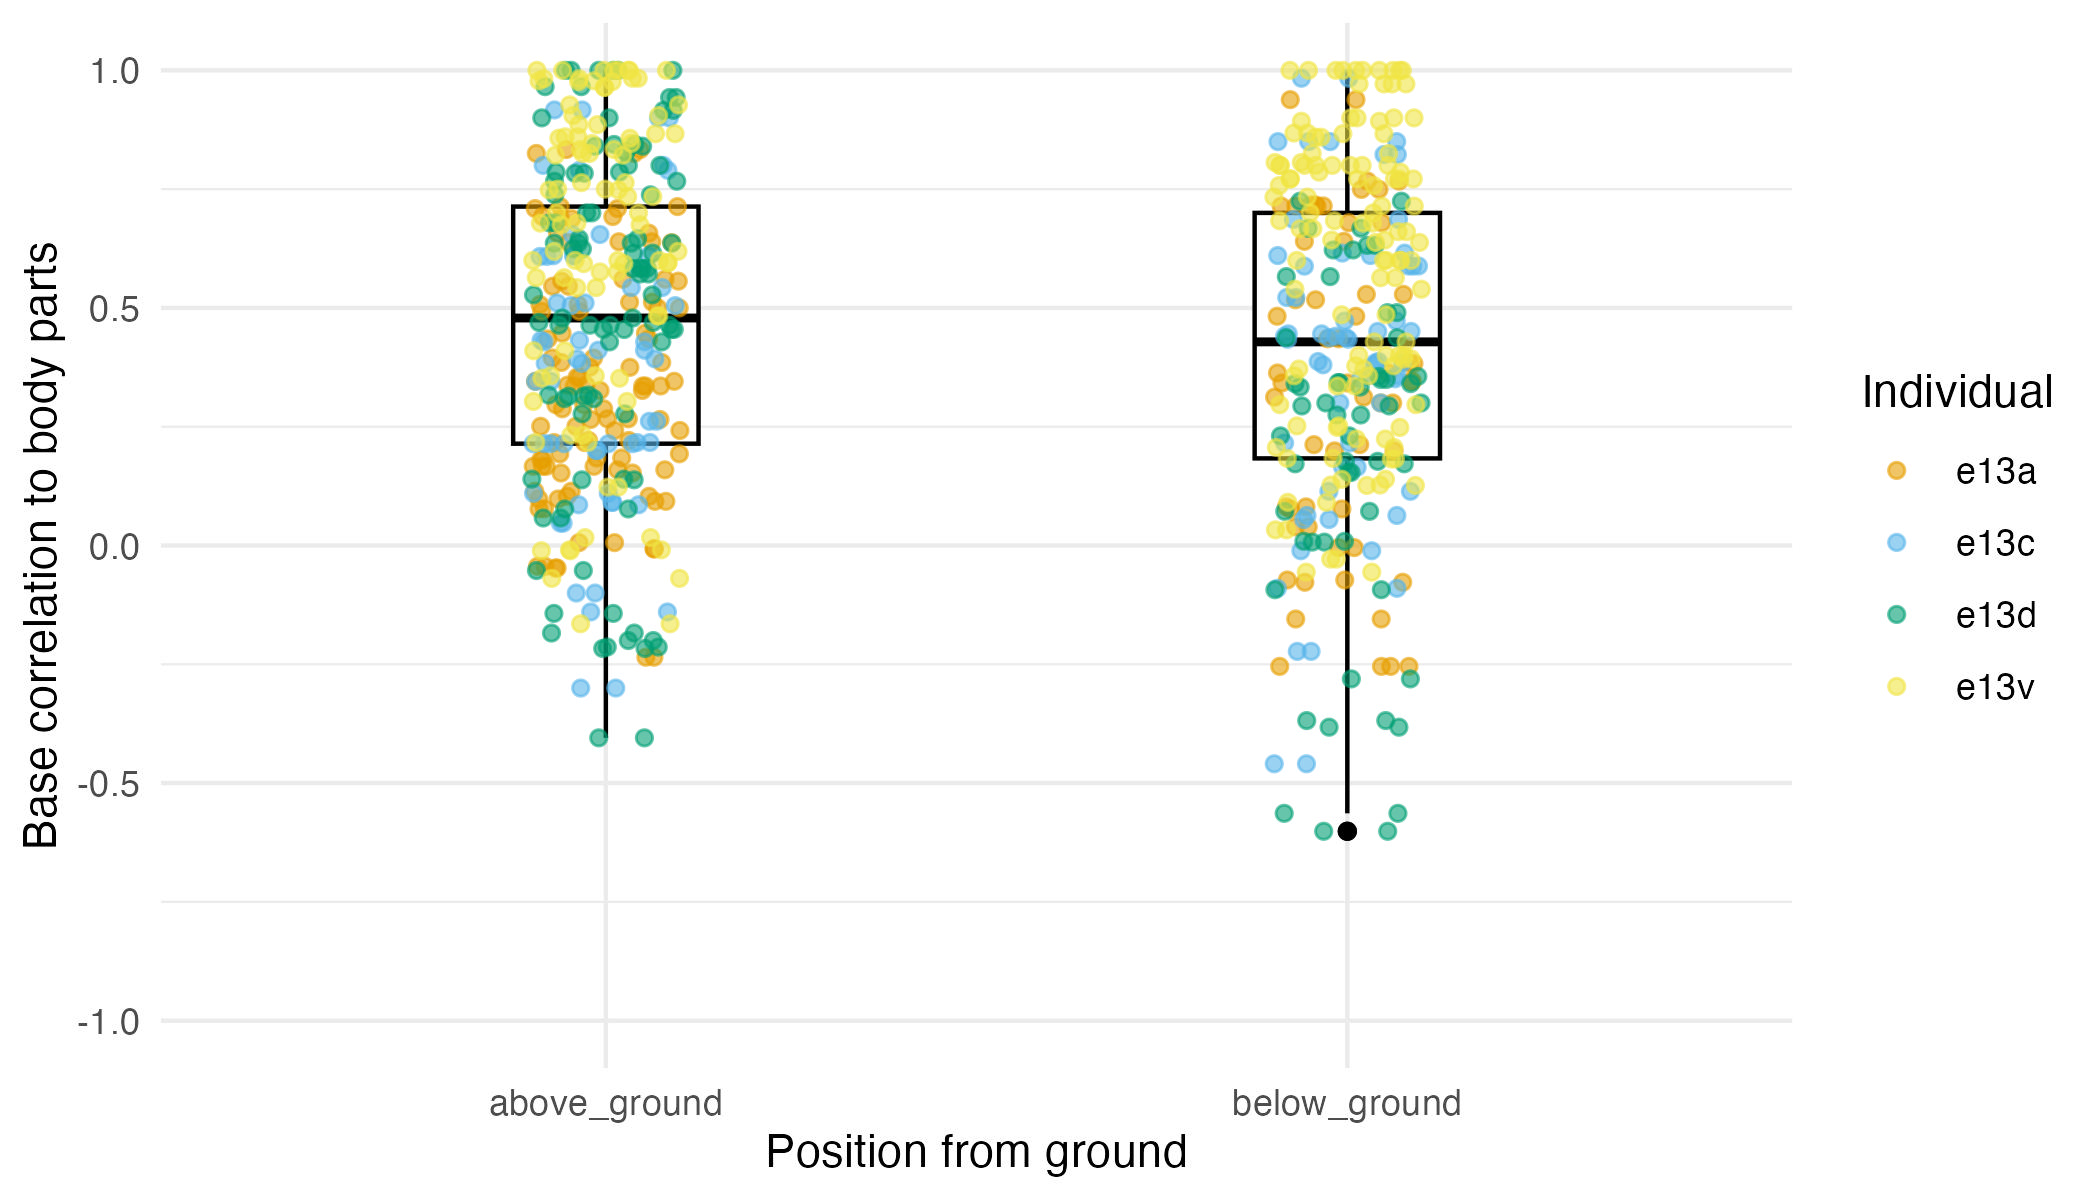 Base correlation to body parts
1.0
0.5
0.0
-0.5
-1.0
above_ground
below_ground
Position from ground
Individual
e13a
e13c
e13d
e13v